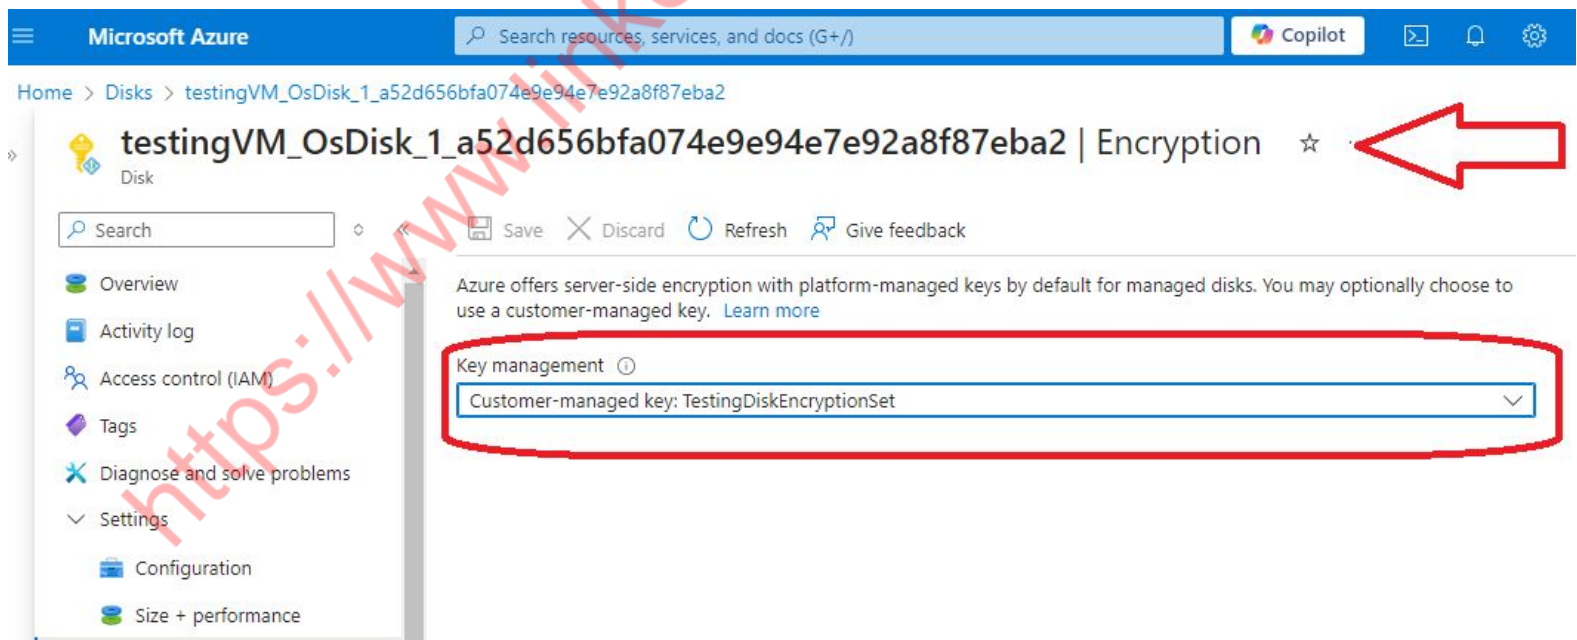 Microsoft Azure
Search resources, services, and docs (G+/)
Copilot
Home > Disks > testingVM_OsDisk_1_a52d656bfa074e9e94e7e92a8f87eba2
testingVM_OsDisk_1_a52d656bfa074e9e94e7e92a8f87eba2 | Encryption
Disk
Search
Save
Discard
Refresh
Give feedback
Overview
Activity log
Access control (IAM)
Tags
Diagnose and solve problems
Settings
Configuration
Size + performance
Azure offers server-side encryption with platform-managed keys by default for managed disks. You may optionally choose to
use a customer-managed key. Learn more
Key management
Customer-managed key: TestingDiskEncryptionSet
https://www.link